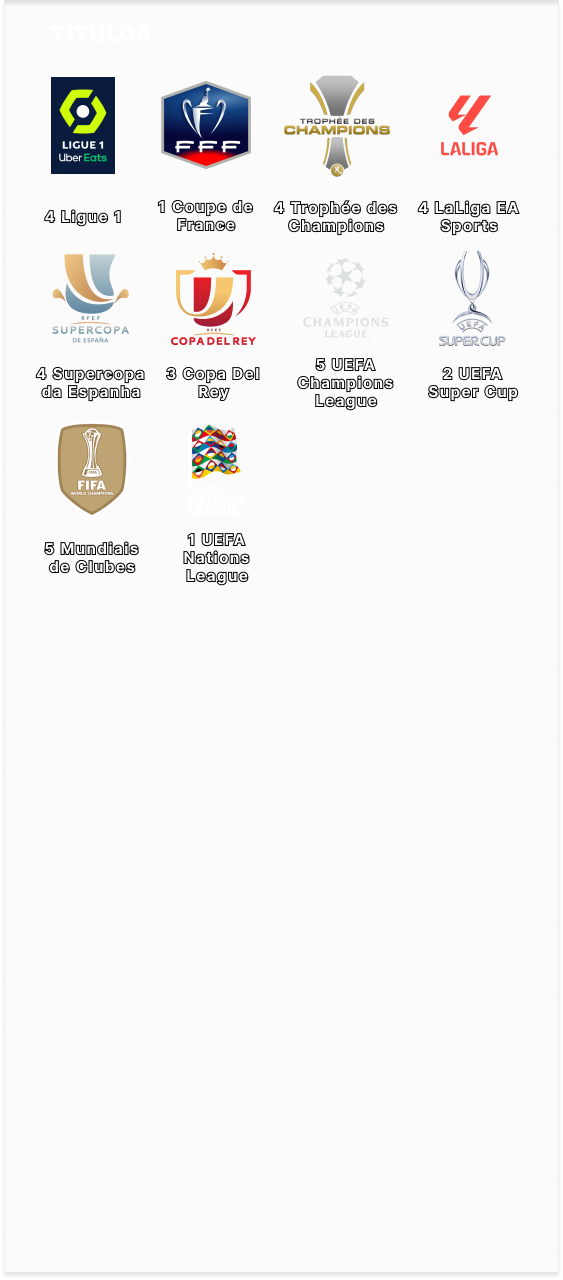 TÍTULOS
LIGUE 1
Uber Eats
FFF
TROPHÉE DES
CHAMPIONS
LALIGA
4 Ligue 1
1 Coupe de
France
4 Trophée des
Champions
4 LaLiga EA
Sports
RFEF
SUPERCOPA
DE ESPAÑA
RFEF
COPA DEL REY
UEFA
CHAMPIONS
LEAGUE
UEFA
SUPERCUP
4 Supercopa
da Espanha
3 Copa Del
Rey
5 UEFA
Champions
League
2 UEFA
Super Cup
FIFA
FIFA
WORLD CHAMPIONS
UEFA
NATIONS
LEAGUE
5 Mundiais
de Clubes
1 UEFA
Nations
League